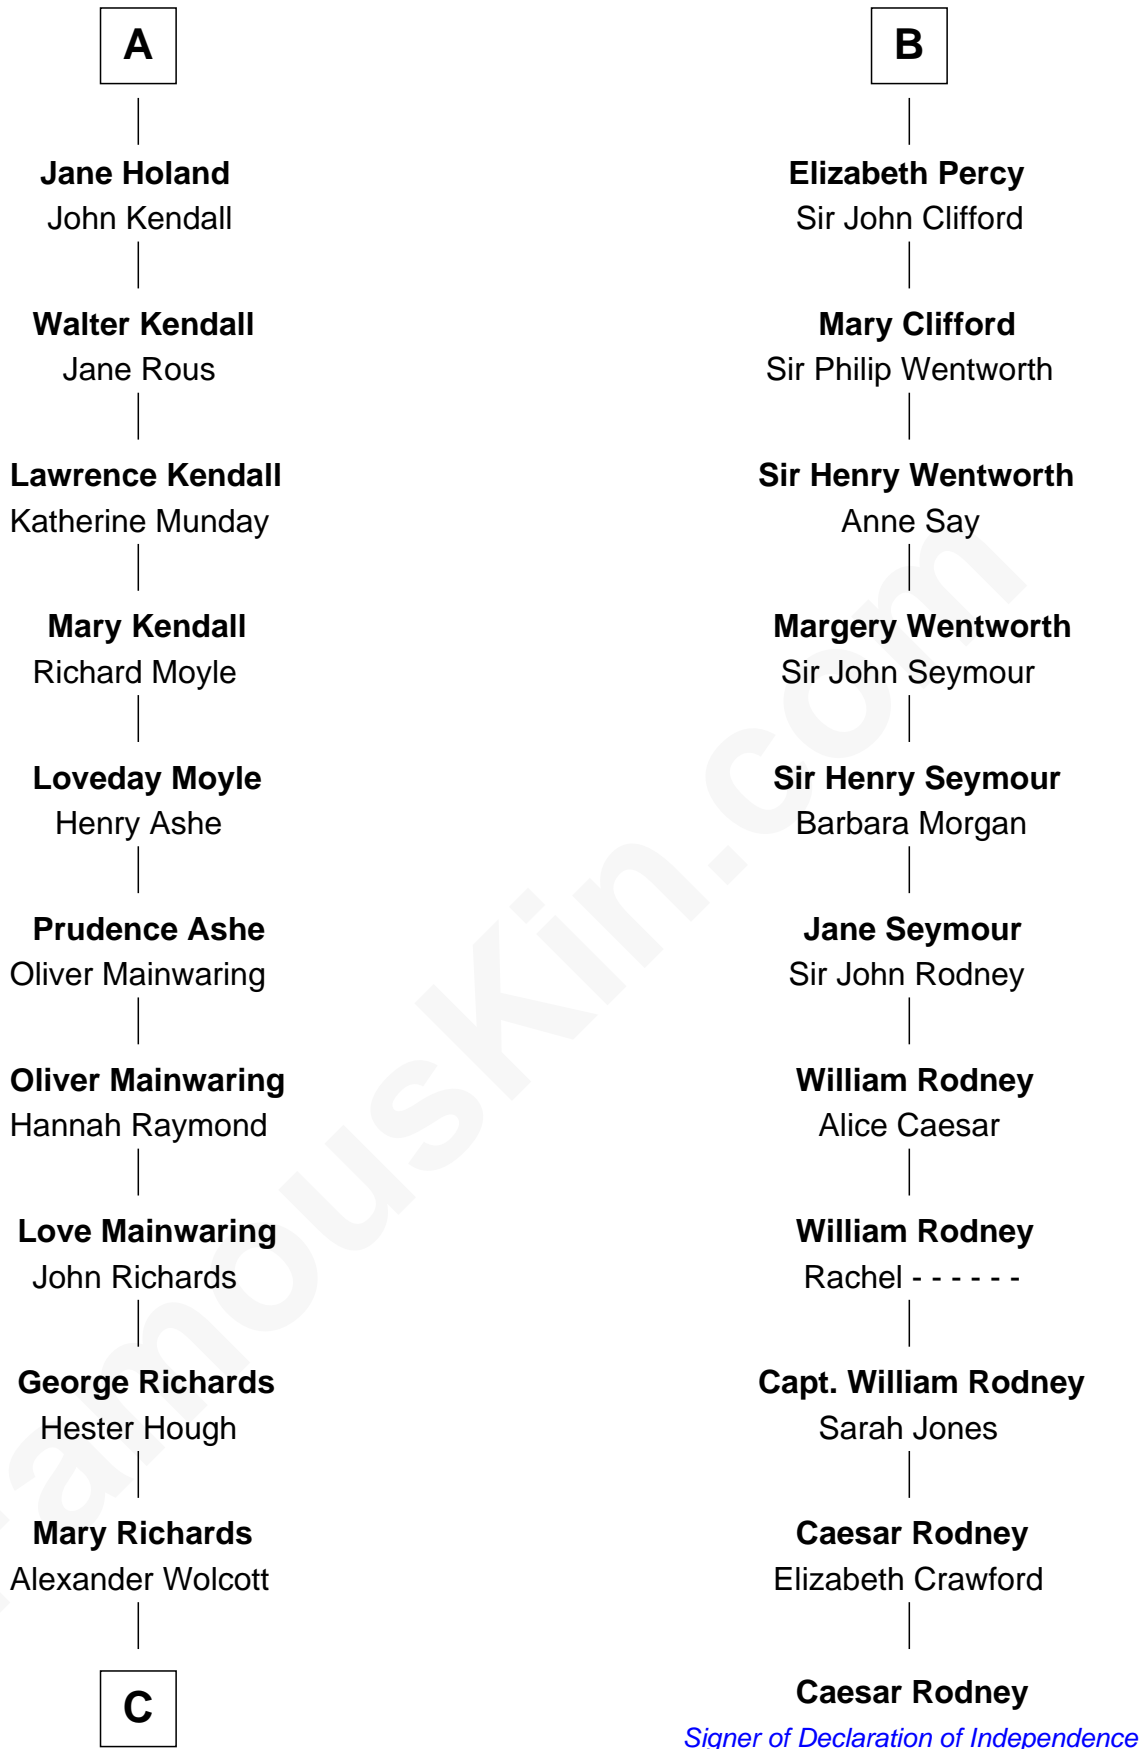 A
Jane Holand
John Kendall
Walter Kendall
Jane Rous
Lawrence Kendall
Katherine Munday
Mary Kendall
Richard Moyle
Loveday Moyle
Henry Ashe
Prudence Ashe
Oliver Mainwaring
Oliver Mainwaring
Hannah Raymond
Love Mainwaring
John Richards
George Richards
Hester Hough
Mary Richards
Alexander Wolcott
C
B
Elizabeth Percy
Sir John Clifford
Mary Clifford
Sir Philip Wentworth
Sir Henry Wentworth
Anne Say
Margery Wentworth
Sir John Seymour
Sir Henry Seymour
Barbara Morgan
Jane Seymour
Sir John Rodney
William Rodney
Alice Caesar
William Rodney
Rachel - - - - - -
Capt. William Rodney
Sarah Jones
Caesar Rodney
Elizabeth Crawford
Caesar Rodney
Signer of Declaration of Independence
FamousKin.com